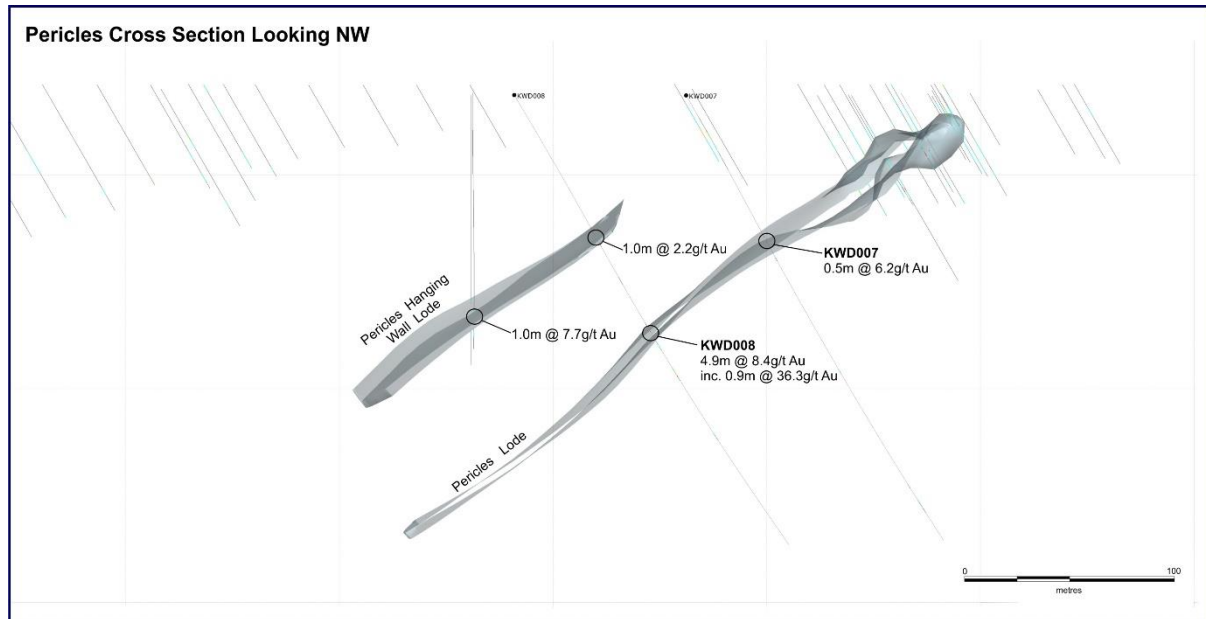 Pericles Cross Section Looking NW
KWD008
KWD007
1.0m @ 2.2g/t Au
KWD007
0.5m @ 6.2g/t Au
Pericles Hanging
Wall Lode
1.0m @ 7.7g/t Au
KWD008
4.9m @ 8.4g/t Au
inc. 0.9m @ 36.3g/t Au
Pericles Lode
0
100
metres